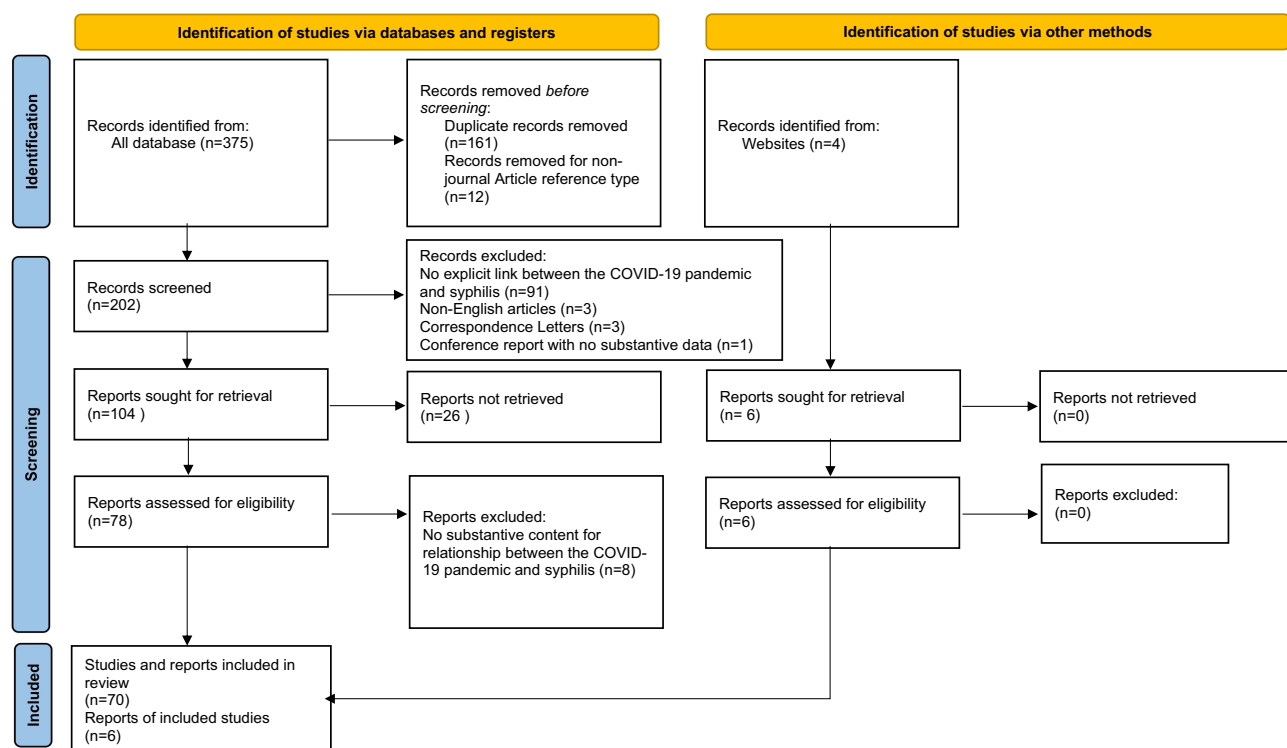 Identification of studies via databases and registers
Identification of studies via other methods
Identification
Records identified from:
All database (n=375)
Records removed before
screening:
Duplicate records removed
(n=161)
Records removed for non-
journal Article reference type
(n=12)
Records identified from:
Websites (n=4)
Screening
Records screened
(n=202)
Records excluded:
No explicit link between the COVID-19 pandemic
and syphilis (n=91)
Non-English articles (n=3)
Correspondence Letters (n=3)
Conference report with no substantive data (n=1)
Reports sought for retrieval
(n=104 )
Reports not retrieved
(n=26 )
Reports sought for retrieval
(n= 6)
Reports not retrieved
(n=0)
Reports assessed for eligibility
(n=78)
Reports excluded:
No substantive content for
relationship between the COVID-
19 pandemic and syphilis (n=8)
Reports assessed for eligibility
(n=6)
Reports excluded:
(n=0)
Included
Studies and reports included in
review
(n=70)
Reports of included studies
(n=6)